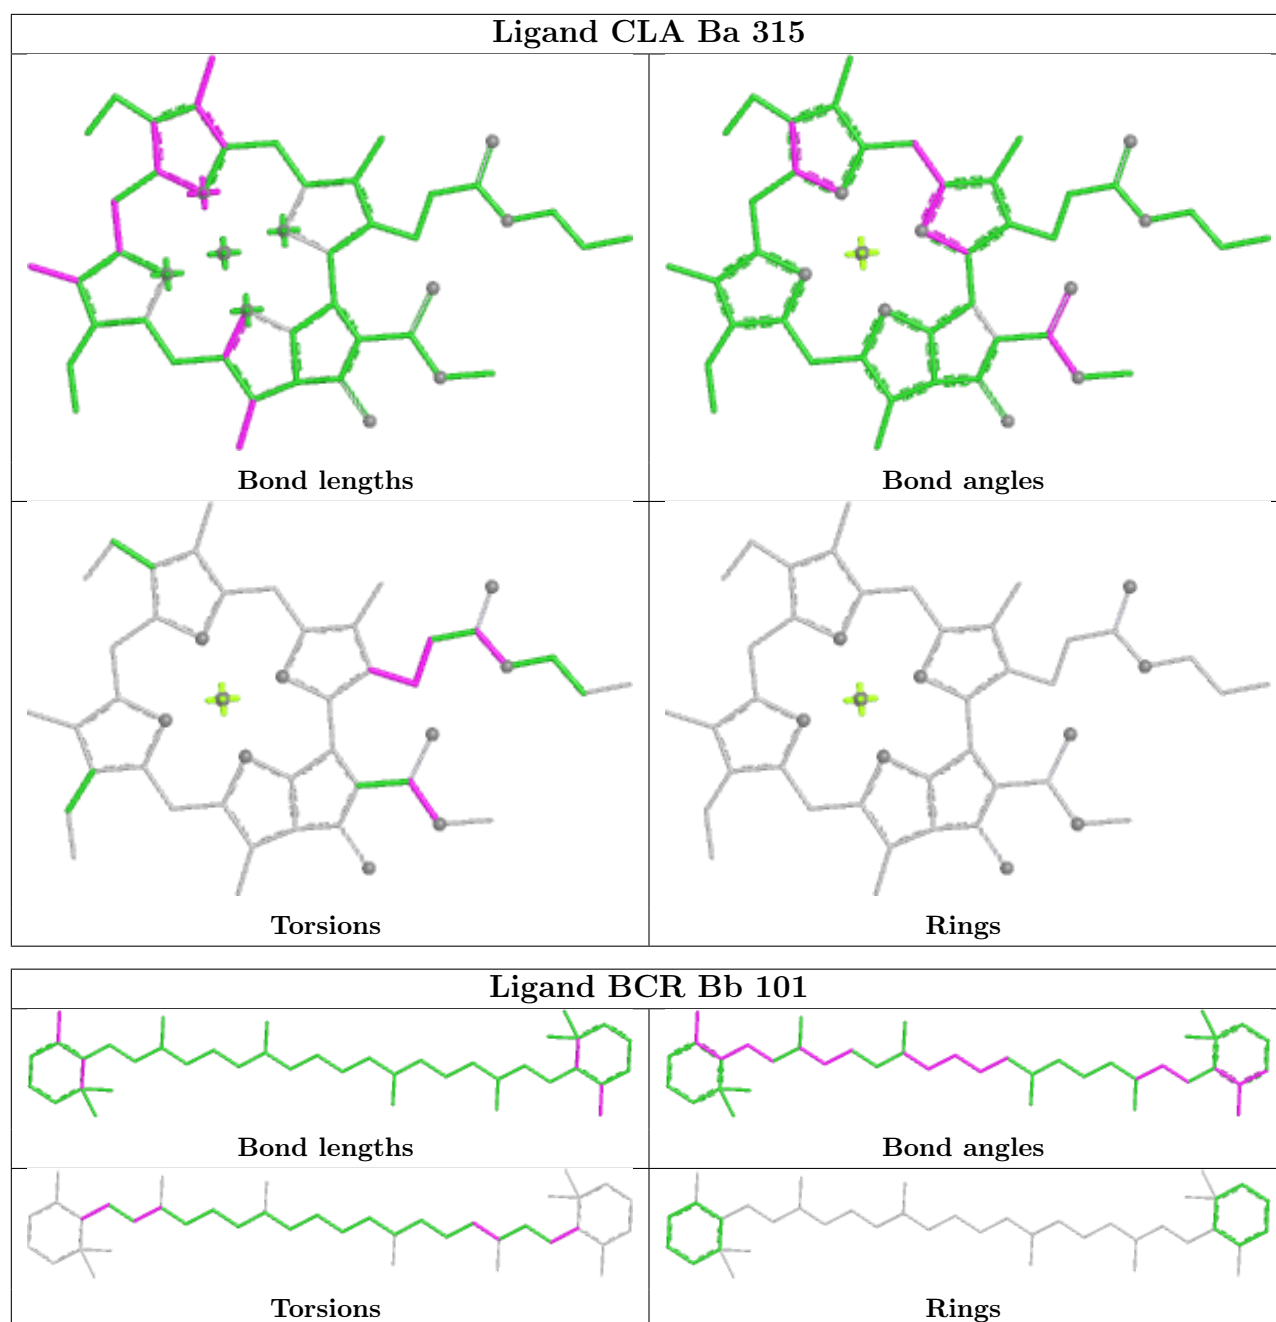 Ligand CLA Ba 315
Bond lengths
Bond angles
Torsions
Rings
Ligand BCR Bb 101
Bond lengths
Bond angles
Torsions
Rings